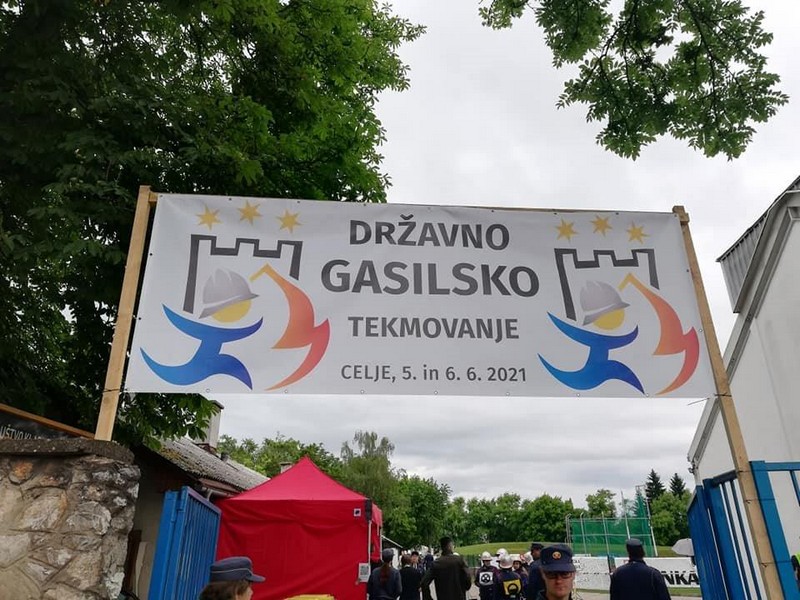 DRŽAVNO
GASILSKO
TEKMOVANJE
CELJE, 5. in 6. 6. 2021